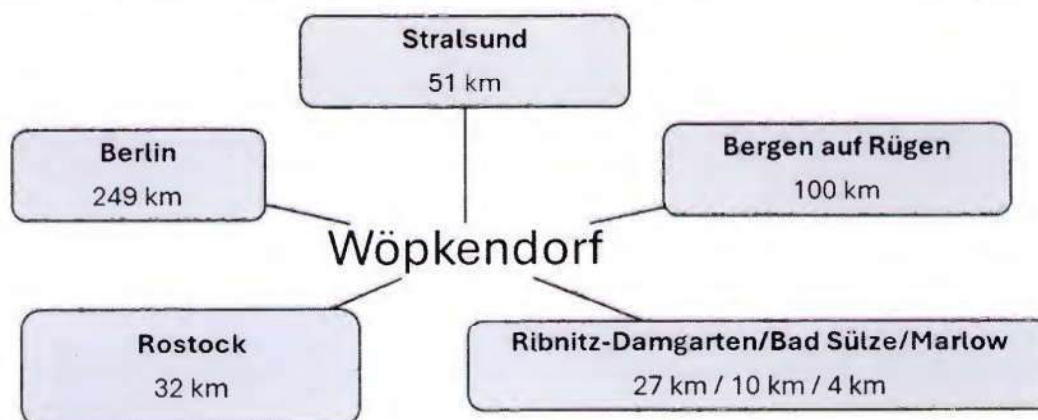 Stralsund
51 km
Berlin
249 km
Bergen auf Rügen
100 km
Wöpkendorf
Rostock
32 km
Ribnitz-Damgarten/Bad Sülze/Marlow
27 km / 10 km / 4 km